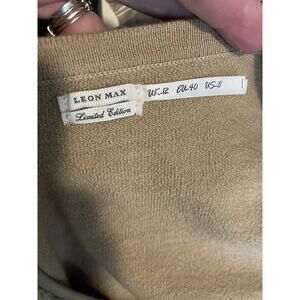 LEON MAX
Limited Edition
UK-12 EU-40 US-8